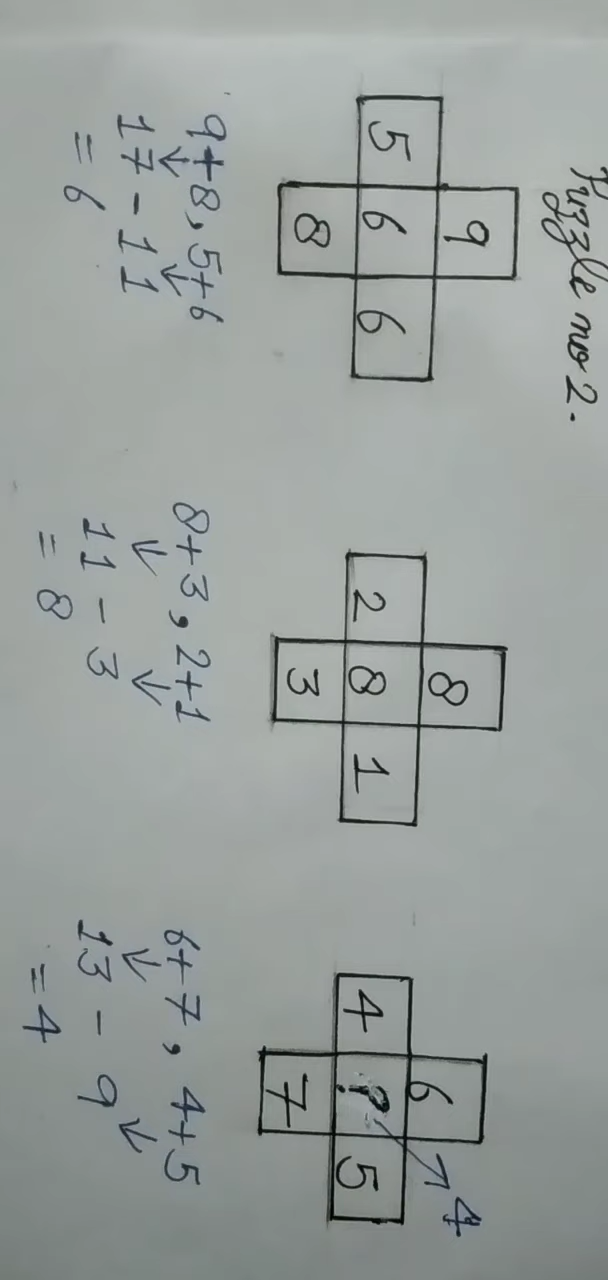 Puzzle no 2.
9 8 6
5 6 6 2 8 1 4 ? 5 4
8 3 7
9+8, 5+6 8+3, 2+1 6+7, 4+5
↓ ↓ ↓ ↓ ↓ ↓
17 - 11 11 - 3 13 - 9
= 6 = 8 = 4